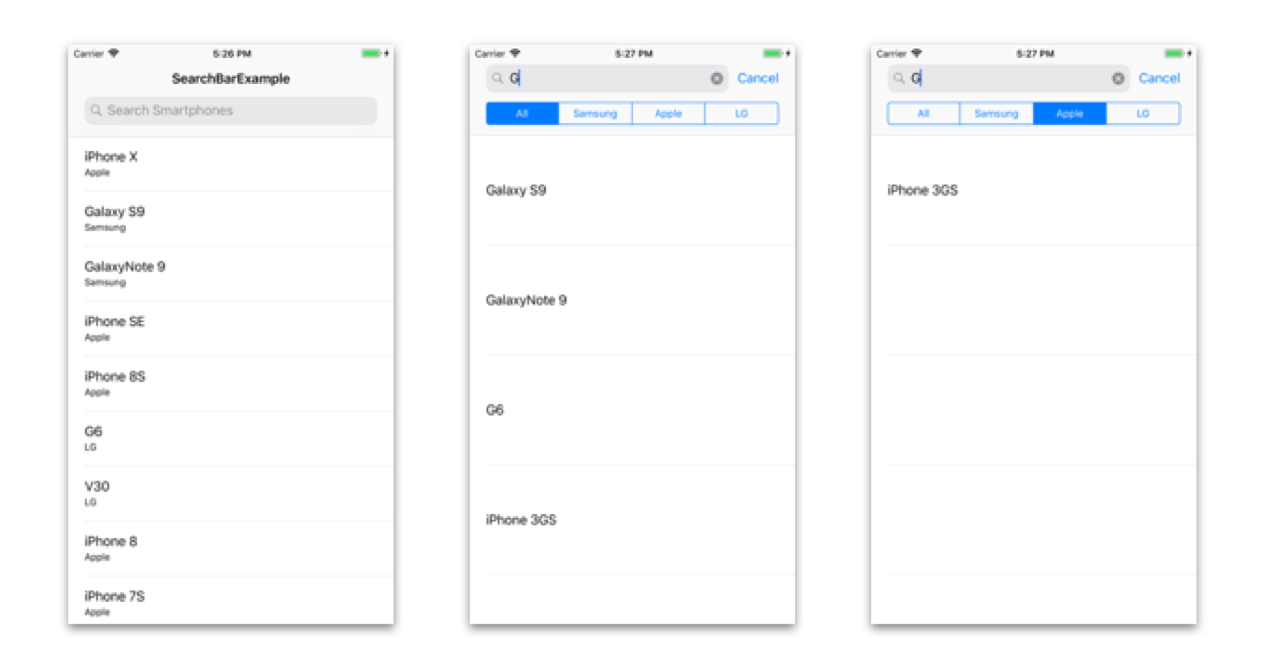 Carrier 5:26 PM
SearchBarExample
Search Smartphones
iPhone X
Apple
Galaxy S9
Samsung
GalaxyNote 9
Samsung
iPhone SE
Apple
iPhone 8S
Apple
G6
LG
V30
LG
iPhone 8
Apple
iPhone 7S
Apple
Carrier 5:27 PM
G Cancel
All Samsung Apple LG
Galaxy S9
GalaxyNote 9
G6
iPhone 3GS
Carrier 5:27 PM
G Cancel
All Samsung Apple LG
iPhone 3GS